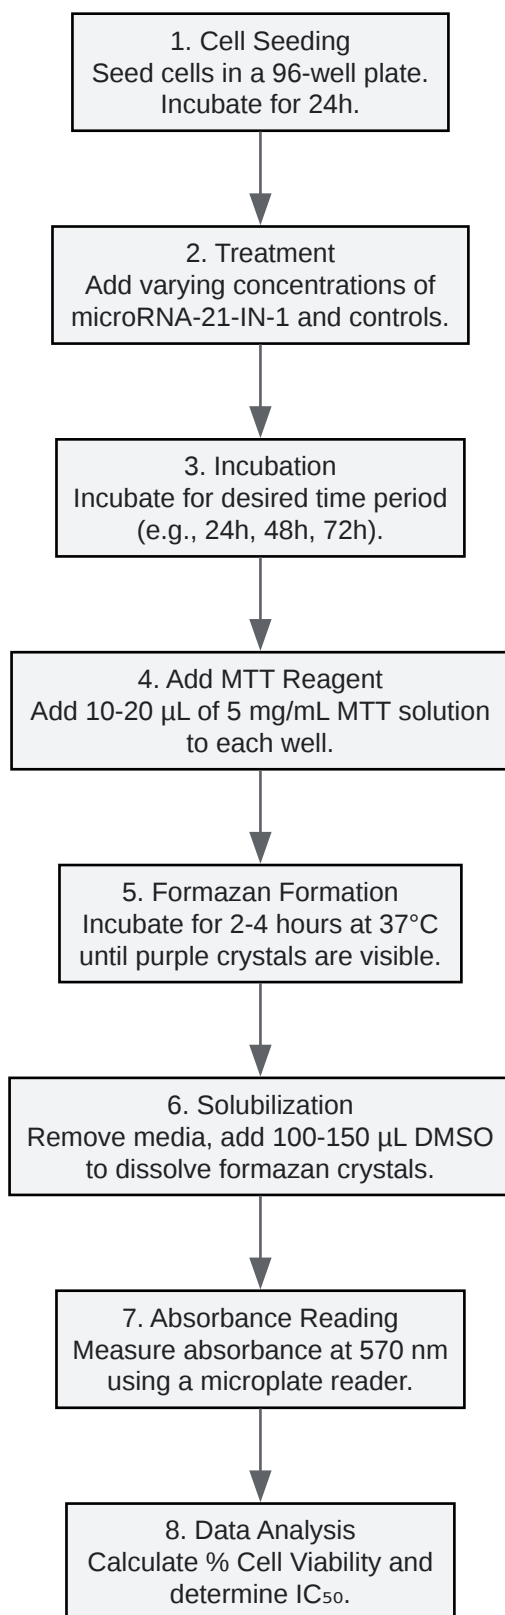 1. Cell Seeding
Seed cells in a 96-well plate.
Incubate for 24h.
2. Treatment
Add varying concentrations of
microRNA-21-IN-1 and controls.
3. Incubation
Incubate for desired time period
(e.g., 24h, 48h, 72h).
4. Add MTT Reagent
Add 10-20 µL of 5 mg/mL MTT solution
to each well.
5. Formazan Formation
Incubate for 2-4 hours at 37°C
until purple crystals are visible.
6. Solubilization
Remove media, add 100-150 µL DMSO
to dissolve formazan crystals.
7. Absorbance Reading
Measure absorbance at 570 nm
using a microplate reader.
8. Data Analysis
Calculate % Cell Viability and
determine IC₅₀.